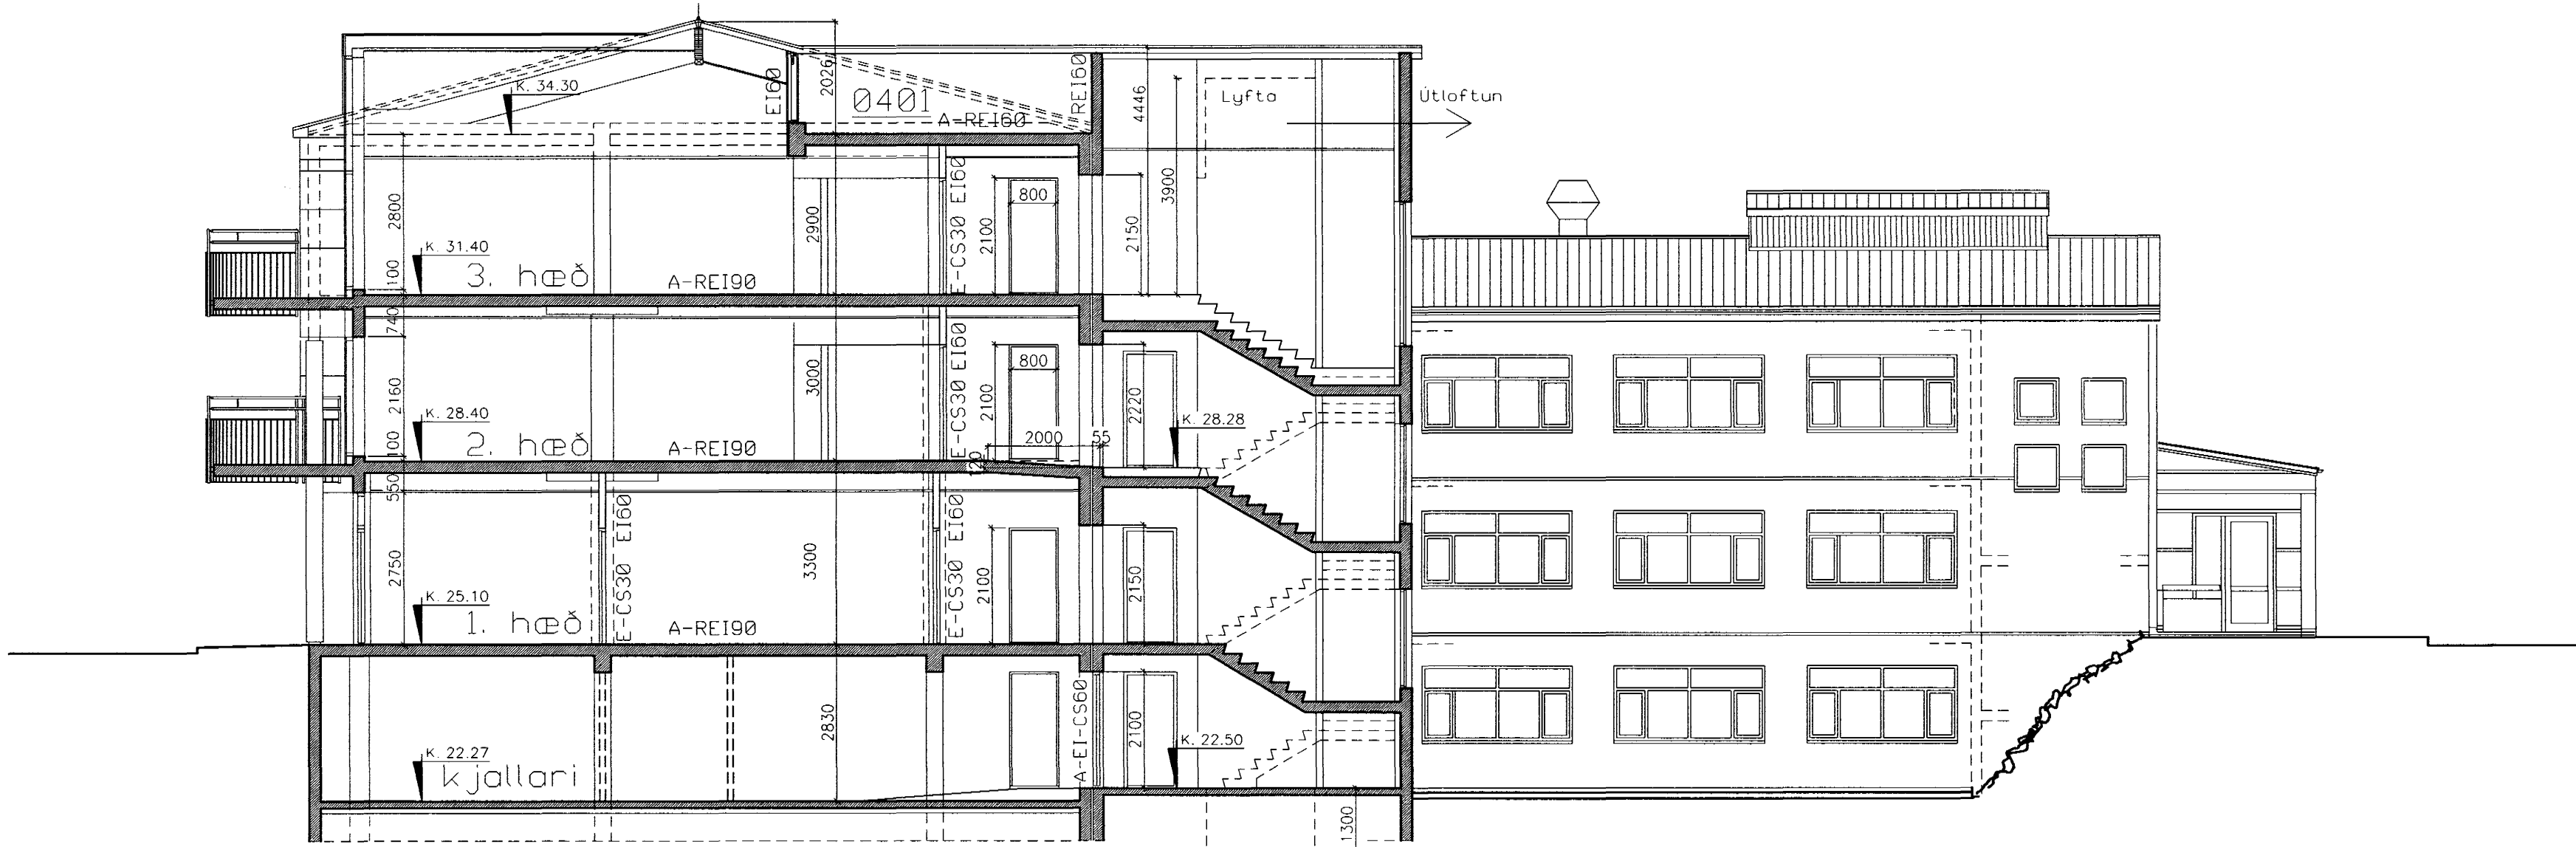 K. 34.30
EI60
2026
0401
A-REI60
REI60
4446
3900
Lyfta
Útloftun
2800
100
K. 31.40
3. hæð
A-REI90
2900
E-CS30 EI60
2100
800
2150
740
2160
100
K. 28.40
2. hæð
A-REI90
3000
E-CS30 EI60
2100
800
2000
55
120
2220
K. 28.28
550
2750
K. 25.10
1. hæð
E-CS30 EI60
A-REI90
3300
E-CS30 EI60
2100
2150
K. 22.27
kjallari
2830
A-EI-CS60
2100
K. 22.50
1300